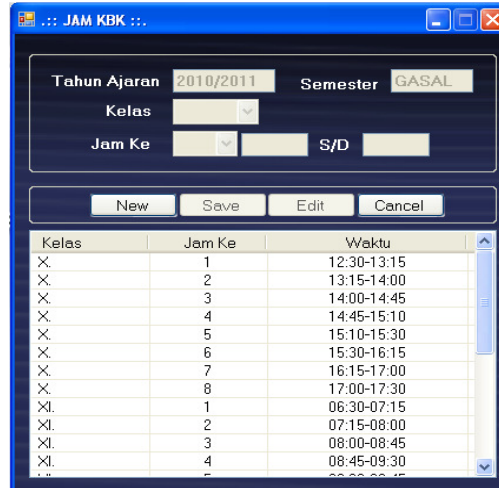 .:: JAM KBK ::.
Tahun Ajaran 2010/2011 Semester GASAL
Kelas
Jam Ke S/D
New Save Edit Cancel
Kelas Jam Ke Waktu
X. 1 12:30-13:15
X. 2 13:15-14:00
X. 3 14:00-14:45
X. 4 14:45-15:10
X. 5 15:10-15:30
X. 6 15:30-16:15
X. 7 16:15-17:00
X. 8 17:00-17:30
XI. 1 06:30-07:15
XI. 2 07:15-08:00
XI. 3 08:00-08:45
XI. 4 08:45-09:30